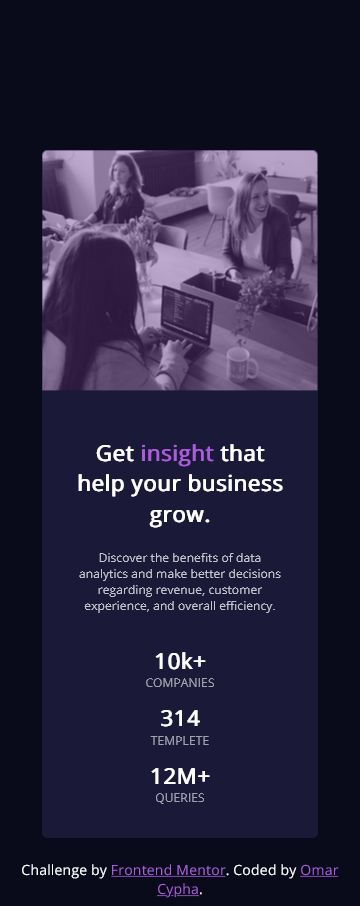 Get insight that
help your business
grow.
Discover the benefits of data
analytics and make better decisions
regarding revenue, customer
experience, and overall efficiency.
10k+
COMPANIES
314
TEMPLETE
12M+
QUERIES
Challenge by Frontend Mentor. Coded by Omar
Cypha.